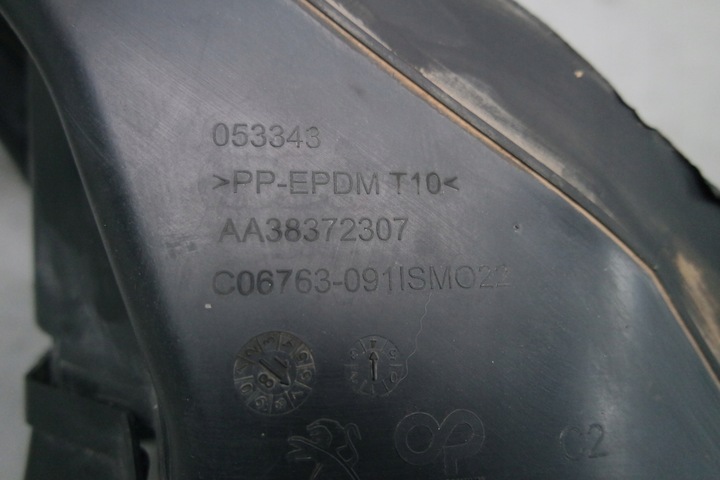 053343
>PP-EPDM T10<
AA38372307
C06763-091ISMO22
C2